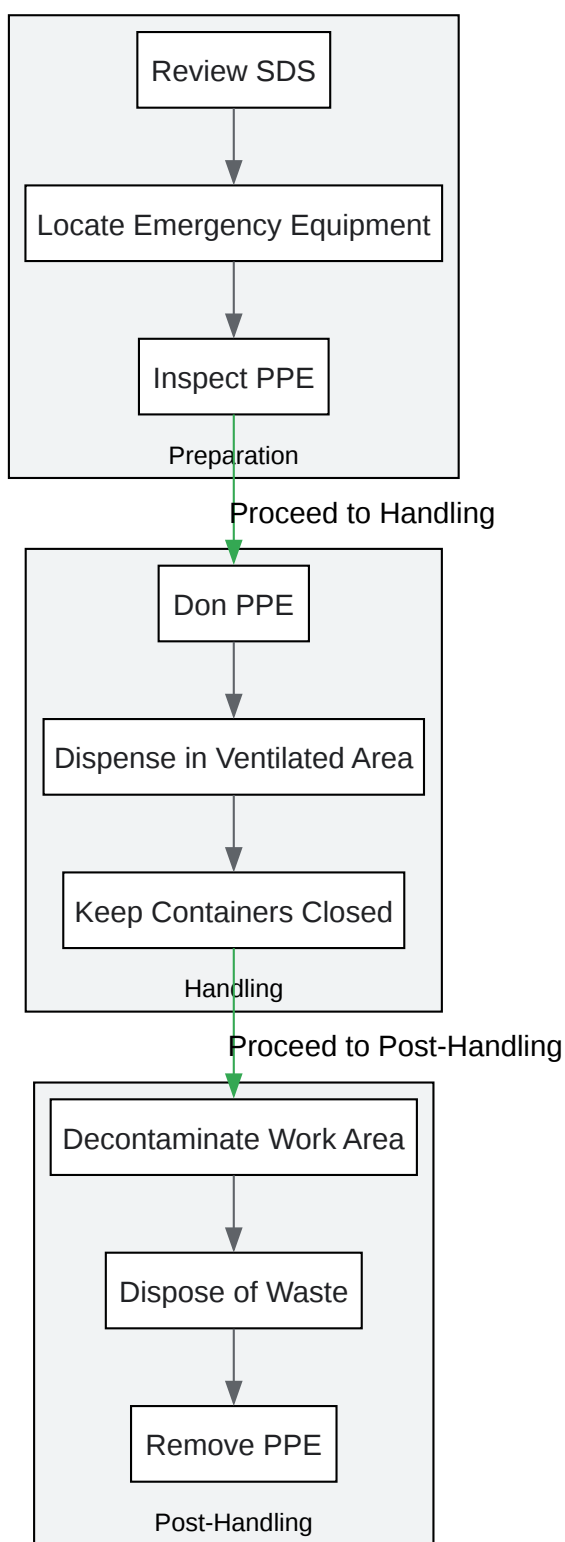 Review SDS
Locate Emergency Equipment
Inspect PPE
Preparation
Proceed to Handling
Don PPE
Dispense in Ventilated Area
Keep Containers Closed
Handling
Proceed to Post-Handling
Decontaminate Work Area
Dispose of Waste
Remove PPE
Post-Handling